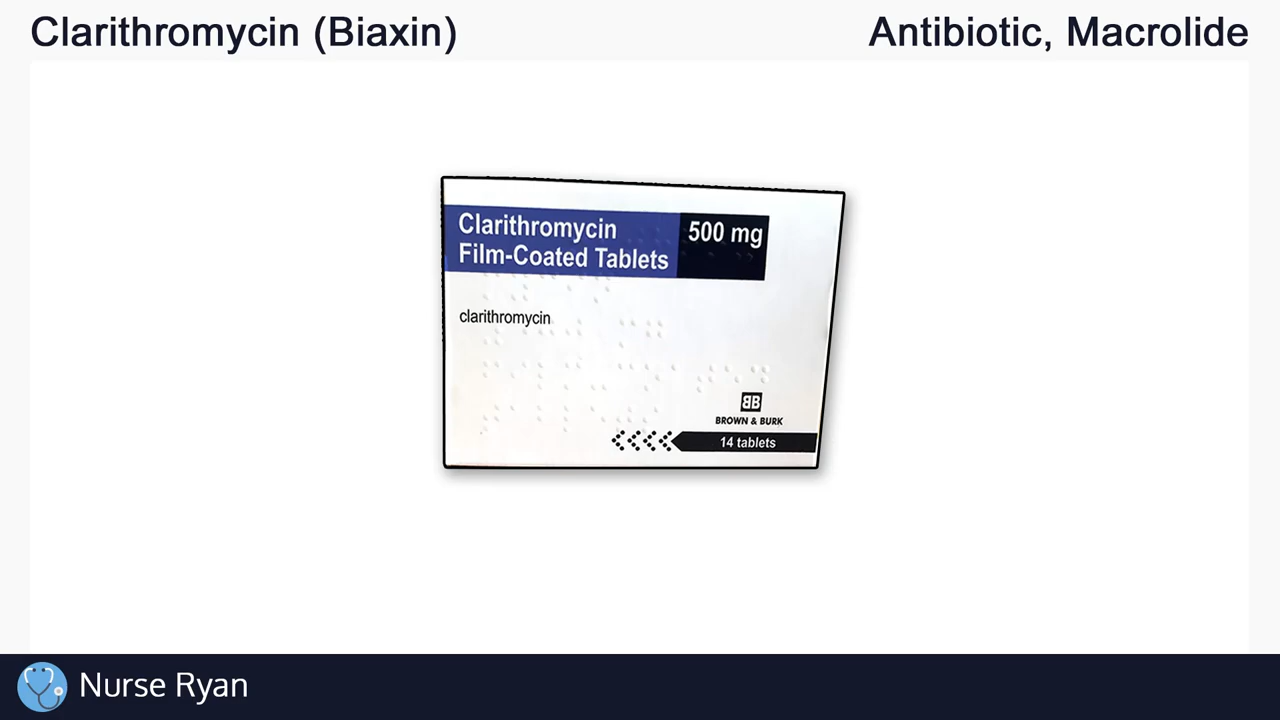 Clarithromycin (Biaxin)
Antibiotic, Macrolide
Clarithromycin
Film-Coated Tablets
500 mg
clarithromycin
BB
BROWN & BURK
14 tablets
Nurse Ryan